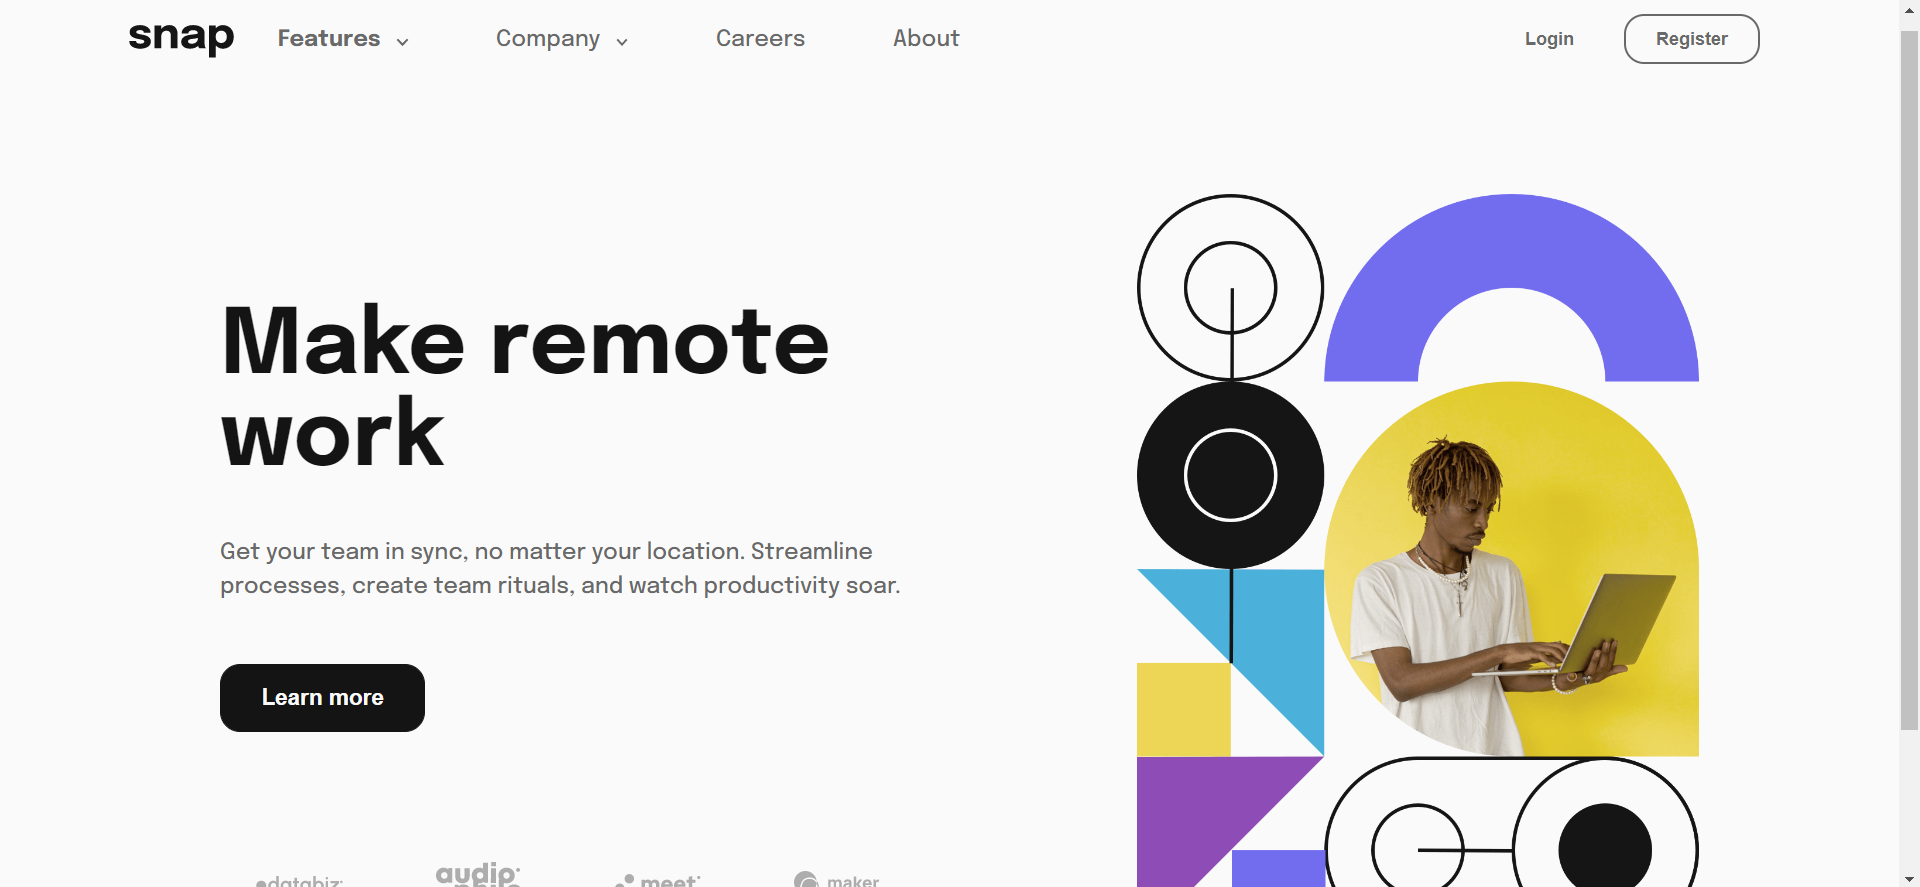 snap Features Company Careers About Login Register
Make remote
work
Get your team in sync, no matter your location. Streamline
processes, create team rituals, and watch productivity soar.
Learn more
databiz audiophile meet maker